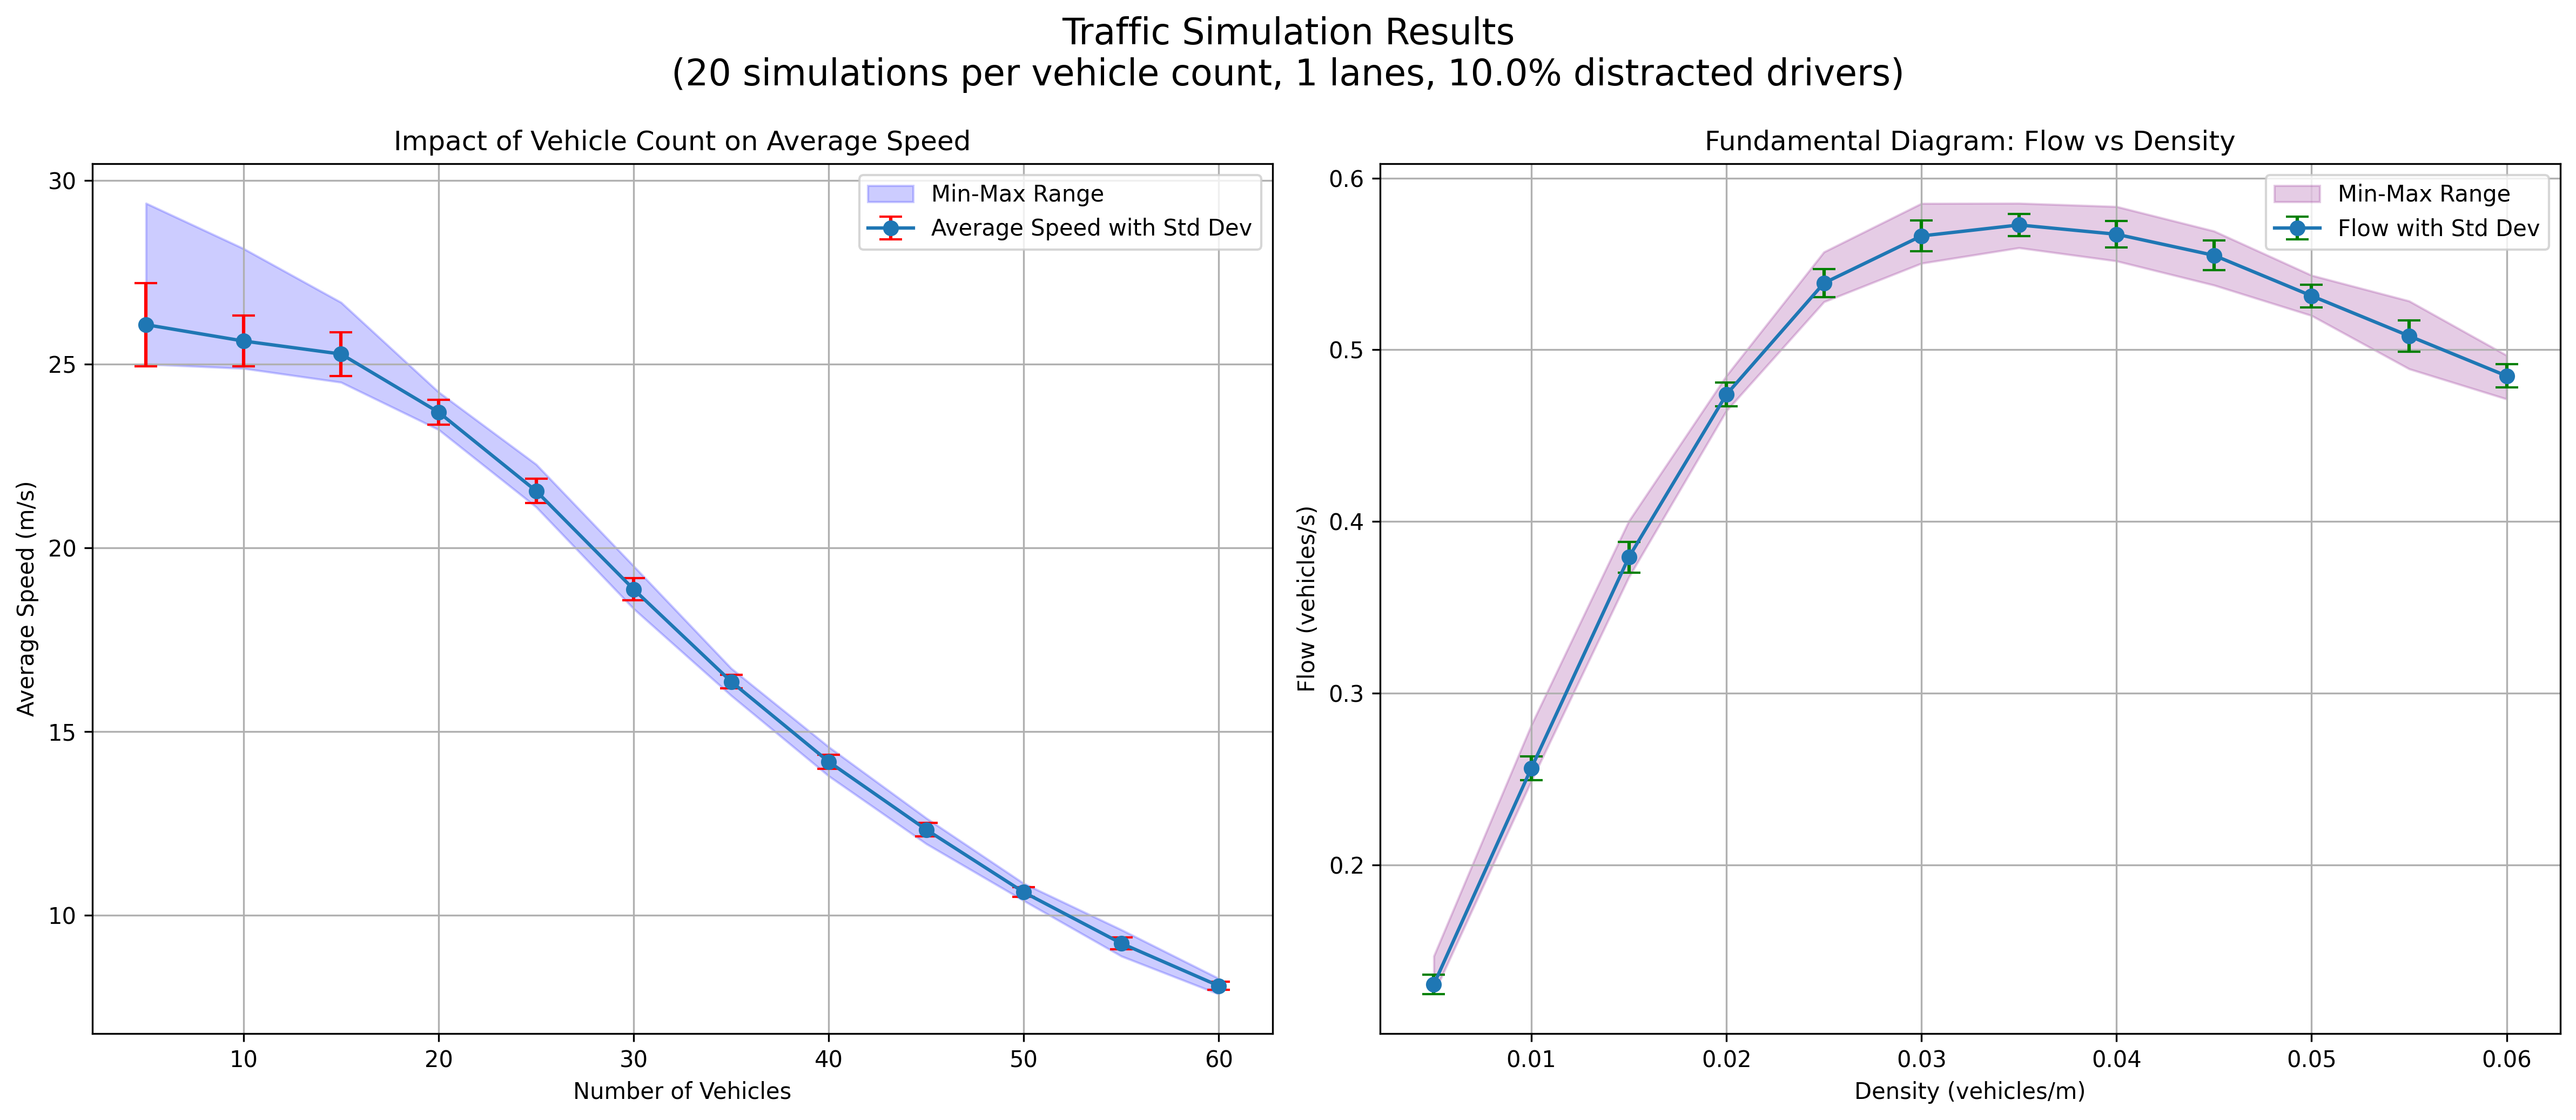 Traffic Simulation Results
(20 simulations per vehicle count, 1 lanes, 10.0% distracted drivers)
Impact of Vehicle Count on Average Speed
30
25
20
15
10
Average Speed (m/s)
Min-Max Range
Average Speed with Std Dev
10
20
30
40
50
60
Number of Vehicles
Fundamental Diagram: Flow vs Density
0.6
0.5
0.4
0.3
0.2
Flow (vehicles/s)
Min-Max Range
Flow with Std Dev
0.01
0.02
0.03
0.04
0.05
0.06
Density (vehicles/m)